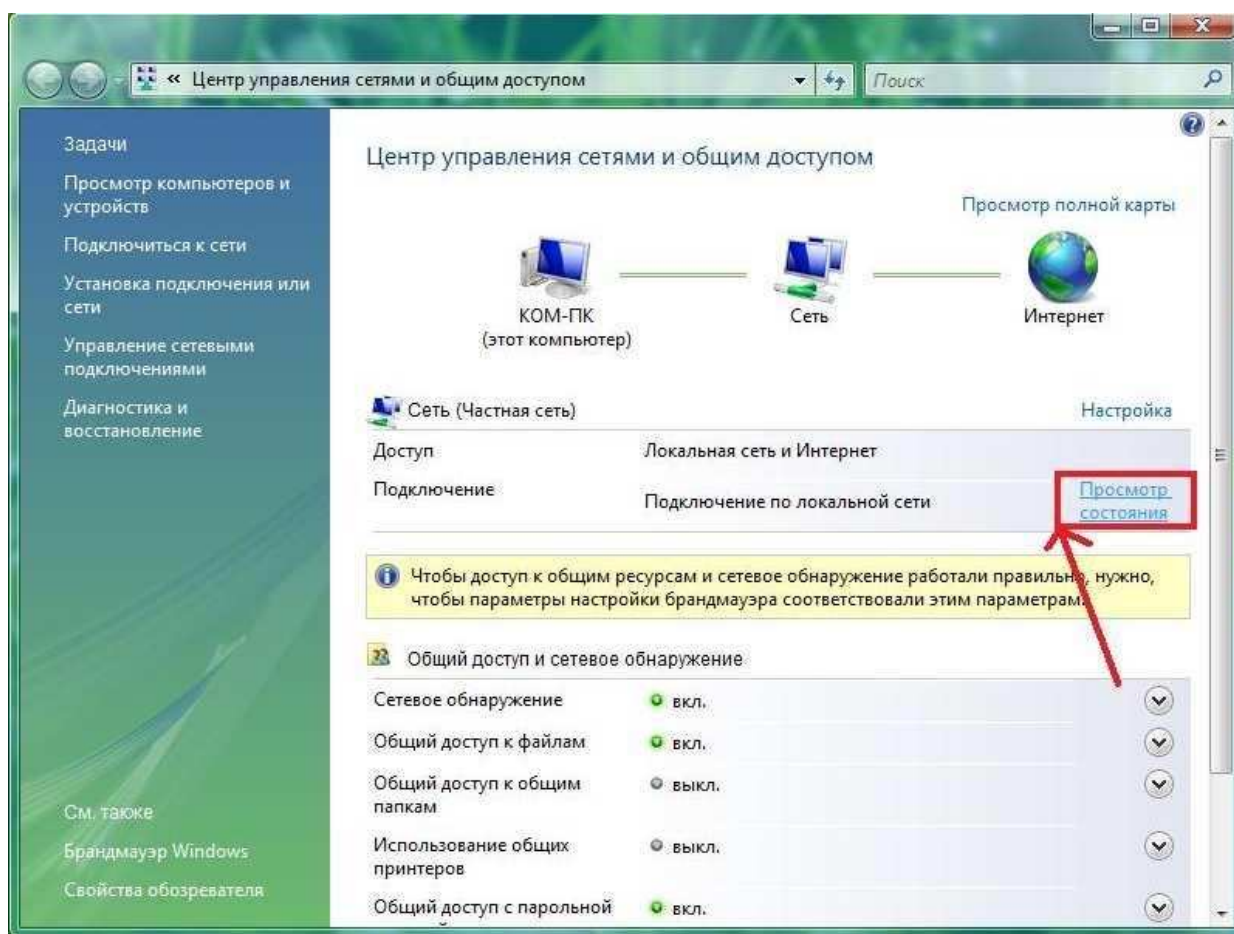 « Центр управления сетями и общим доступом
Поиск
Задачи
Просмотр компьютеров и
устройств
Подключиться к сети
Установка подключения или
сети
Управление сетевыми
подключениями
Диагностика и
восстановление
См. также
Брандмауэр Windows
Свойства обозревателя
Центр управления сетями и общим доступом
Просмотр полной карты
КОМ-ПК
(этот компьютер)
Сеть
Интернет
Сеть (Частная сеть)
Настройка
Доступ
Локальная сеть и Интернет
Подключение
Подключение по локальной сети
Просмотр
состояния
Чтобы доступ к общим ресурсам и сетевое обнаружение работали правильно, нужно,
чтобы параметры настройки брандмауэра соответствовали этим параметрам.
Общий доступ и сетевое обнаружение
Сетевое обнаружение
вкл.
Общий доступ к файлам
вкл.
Общий доступ к общим
папкам
выкл.
Использование общих
принтеров
выкл.
Общий доступ с парольной
вкл.